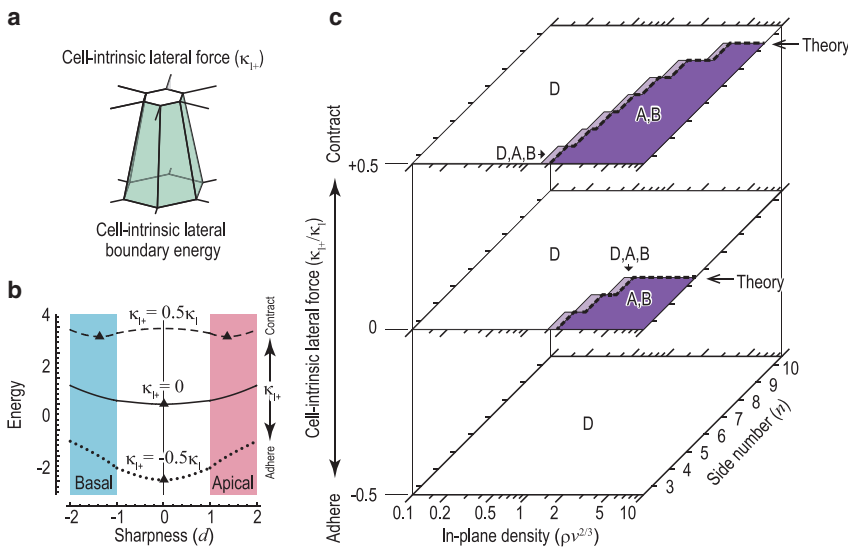 a
Cell-intrinsic lateral force (κl+)
Cell-intrinsic lateral
boundary energy
b
4
2
0
-2
Energy
κl+= 0.5κl
κl+= 0
κl+= -0.5κl
Basal
Apical
-2
-1
0
1
2
Sharpness (d)
Contract
κl+
Adhere
c
Contract
+0.5
Cell-intrinsic lateral force (κl+/κl)
0
-0.5
Adhere
D
A,B
D,A,B
Theory
D
D,A,B
A,B
Theory
D
0.1
0.2
0.5
1
2
5
10
In-plane density (ρν2/3)
3
4
5
6
7
8
9
10
Side number (n)